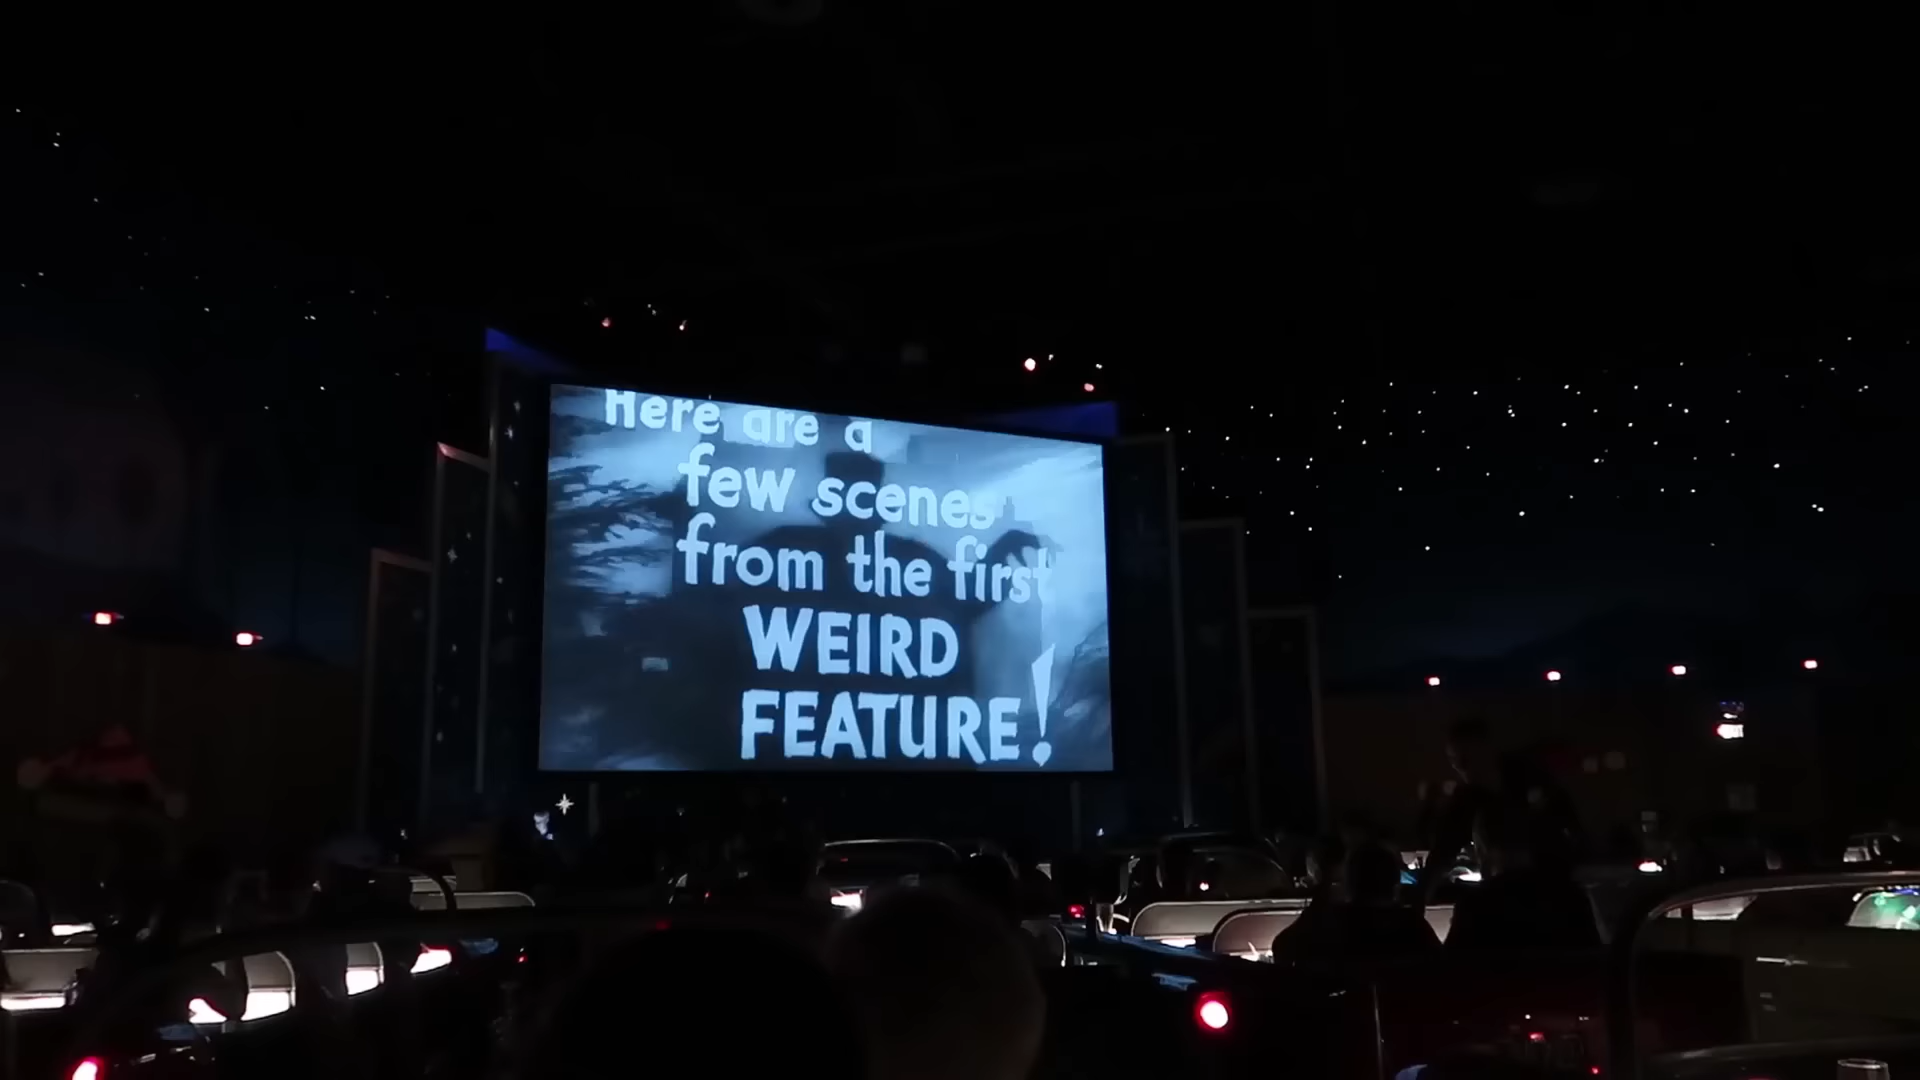 Here are a
few scenes
from the first
WEIRD
FEATURE!